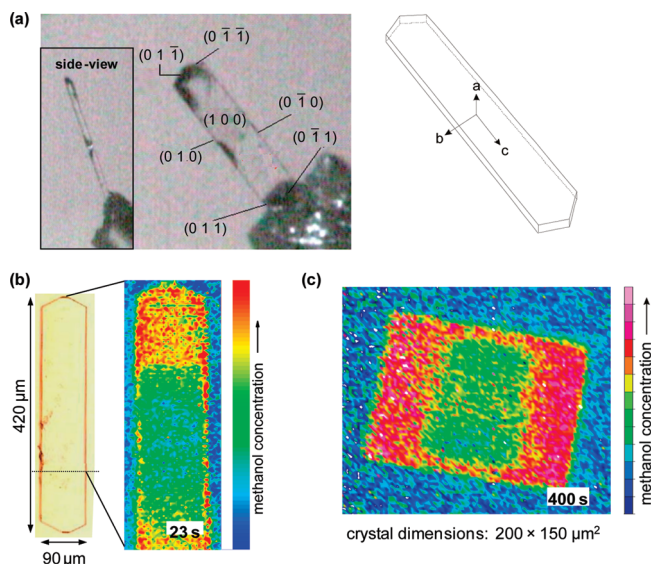 (a)
side-view
(0 1 1̄)
(0 1̄ 1̄)
(1 0 0)
(0 1̄ 0)
(0 1 0)
(0 1̄ 1)
(0 1 1)
a
b
c
(b)
420 µm
90 µm
23 s
methanol concentration
(c)
400 s
methanol concentration
crystal dimensions: 200 × 150 µm²